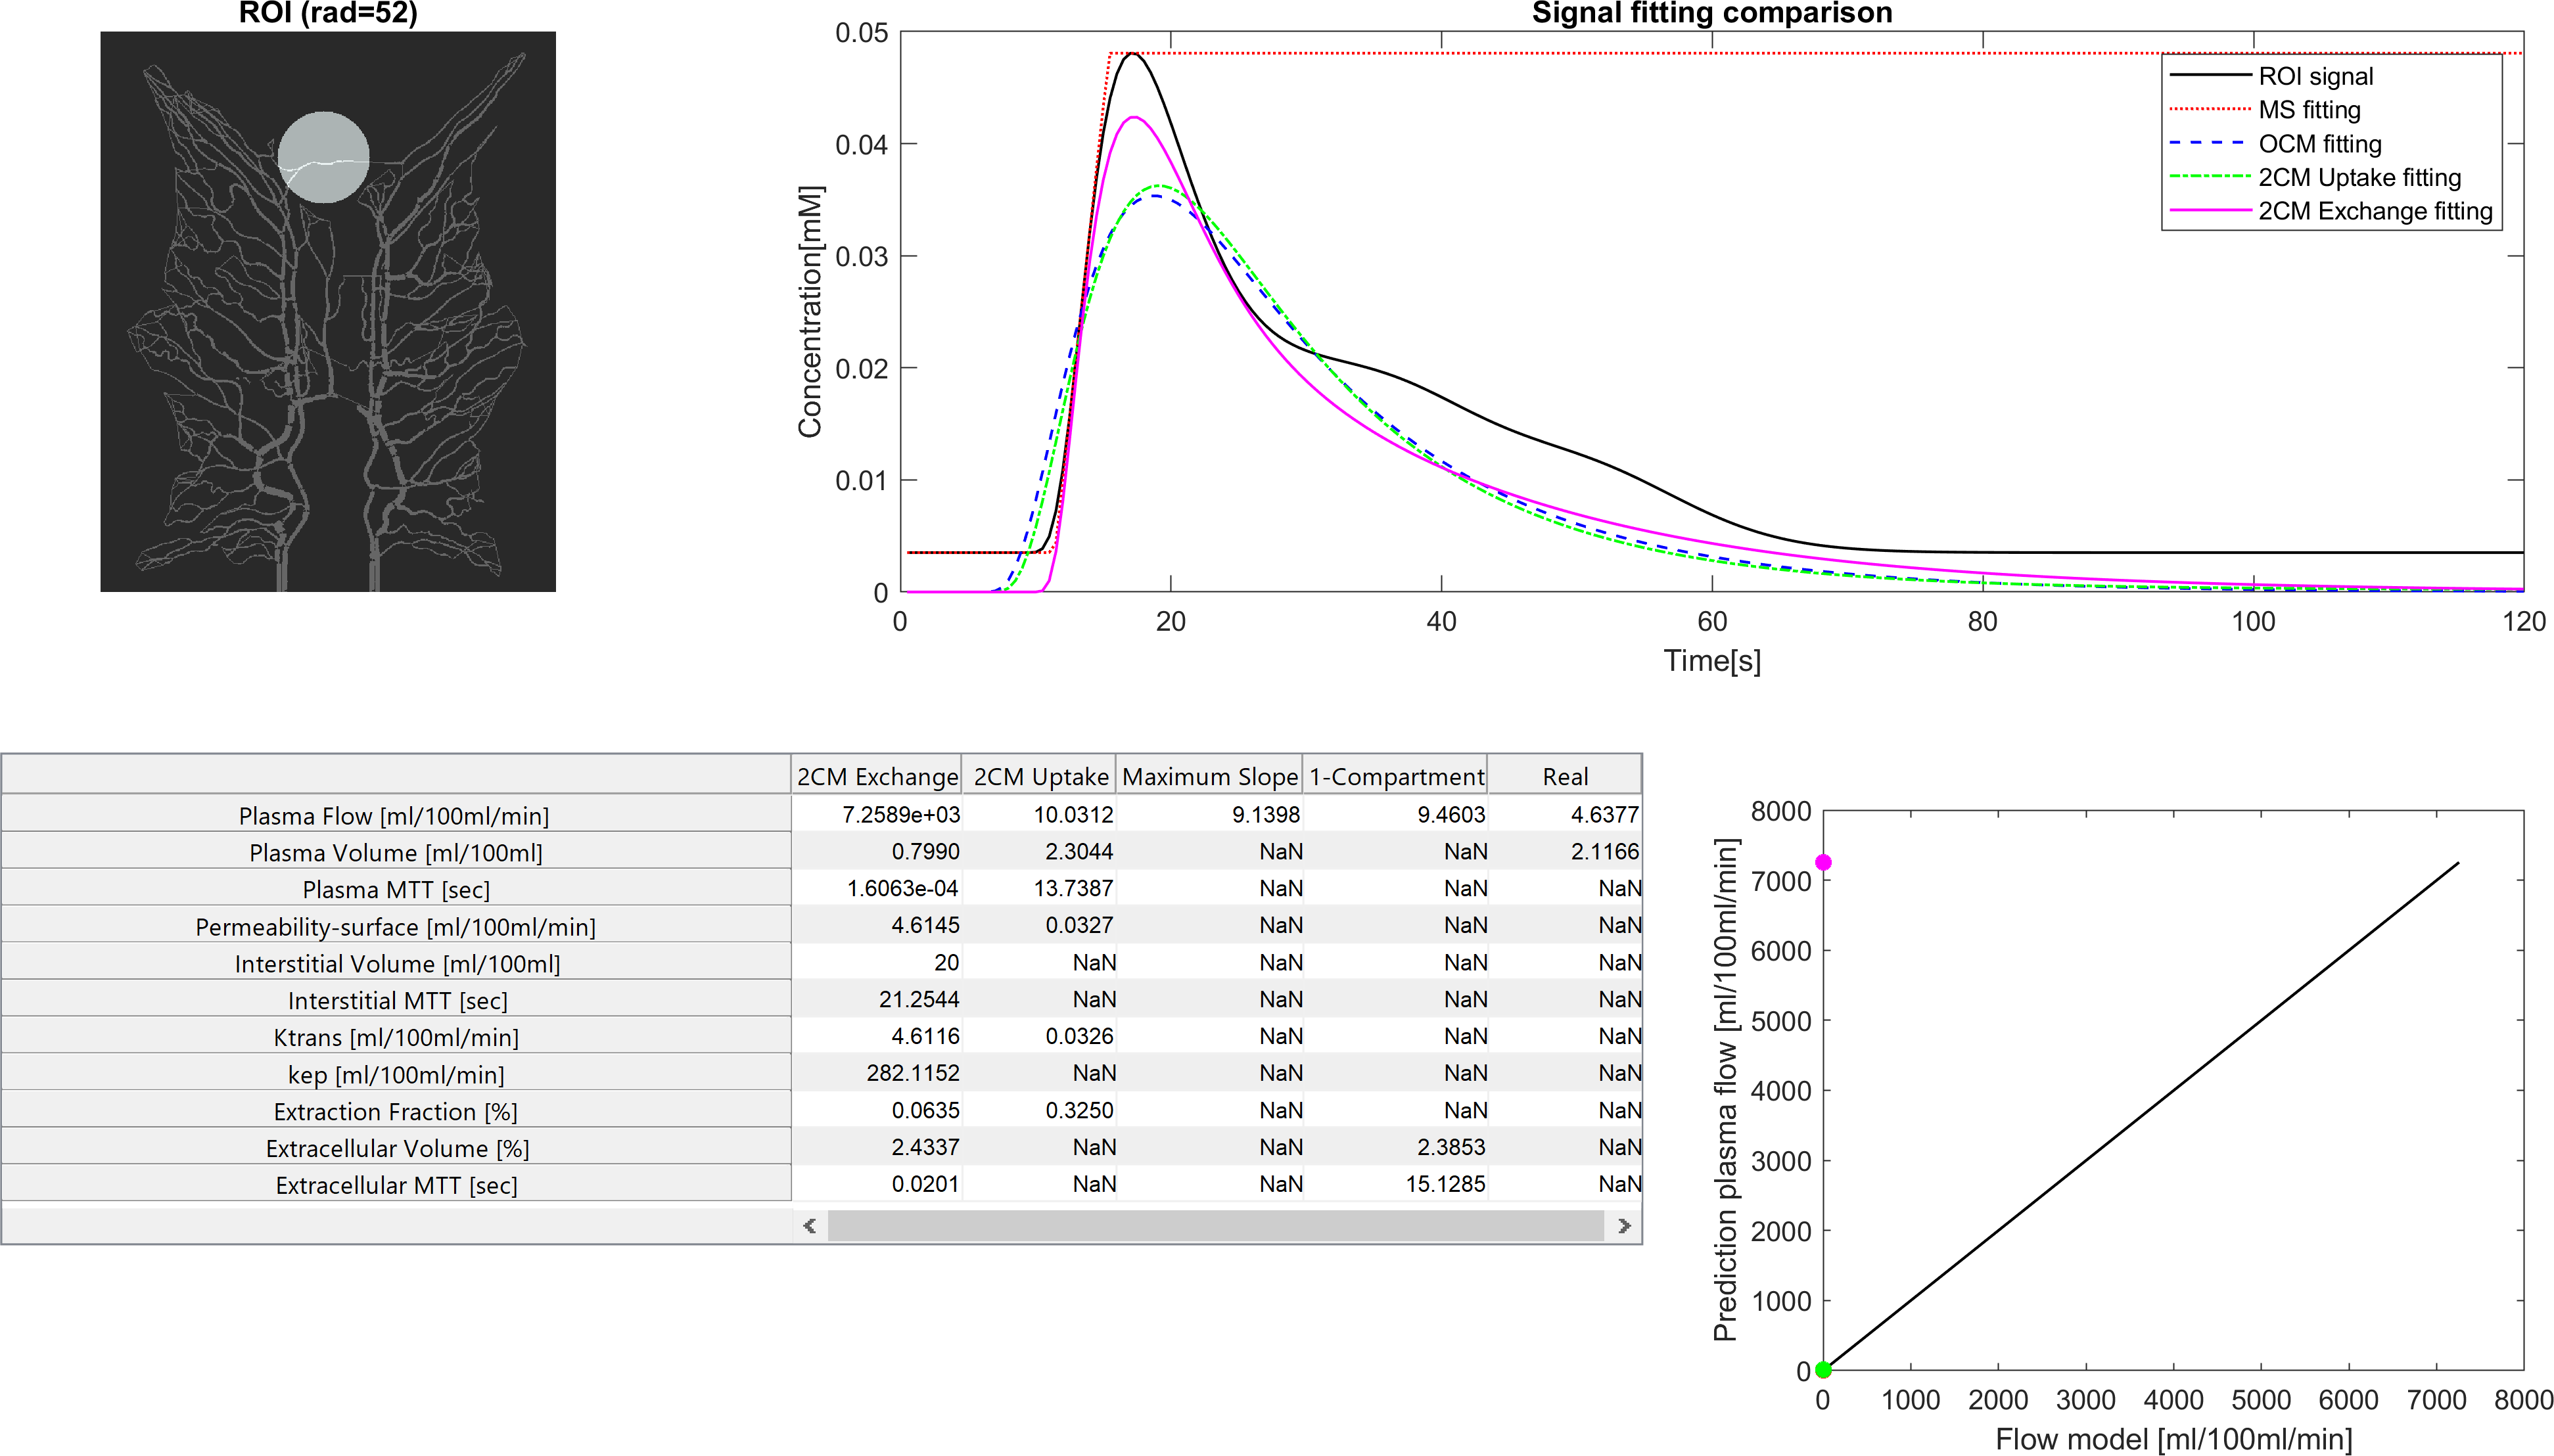 ROI (rad=52)
Signal fitting comparison
0.05
0.04
0.03
0.02
0.01
0
Concentration[mM]
0 20 40 60 80 100 120
Time[s]
ROI signal
MS fitting
OCM fitting
2CM Uptake fitting
2CM Exchange fitting
2CM Exchange 2CM Uptake Maximum Slope 1-Compartment Real
Plasma Flow [ml/100ml/min] 7.2589e+03 10.0312 9.1398 9.4603 4.6377
Plasma Volume [ml/100ml] 0.7990 2.3044 NaN NaN 2.1166
Plasma MTT [sec] 1.6063e-04 13.7387 NaN NaN NaN
Permeability-surface [ml/100ml/min] 4.6145 0.0327 NaN NaN NaN
Interstitial Volume [ml/100ml] 20 NaN NaN NaN NaN
Interstitial MTT [sec] 21.2544 NaN NaN NaN NaN
Ktrans [ml/100ml/min] 4.6116 0.0326 NaN NaN NaN
kep [ml/100ml/min] 282.1152 NaN NaN NaN NaN
Extraction Fraction [%] 0.0635 0.3250 NaN NaN NaN
Extracellular Volume [%] 2.4337 NaN NaN 2.3853 NaN
Extracellular MTT [sec] 0.0201 NaN NaN 15.1285 NaN
8000
7000
6000
5000
4000
3000
2000
1000
0
Prediction plasma flow [ml/100ml/min]
0 1000 2000 3000 4000 5000 6000 7000 8000
Flow model [ml/100ml/min]